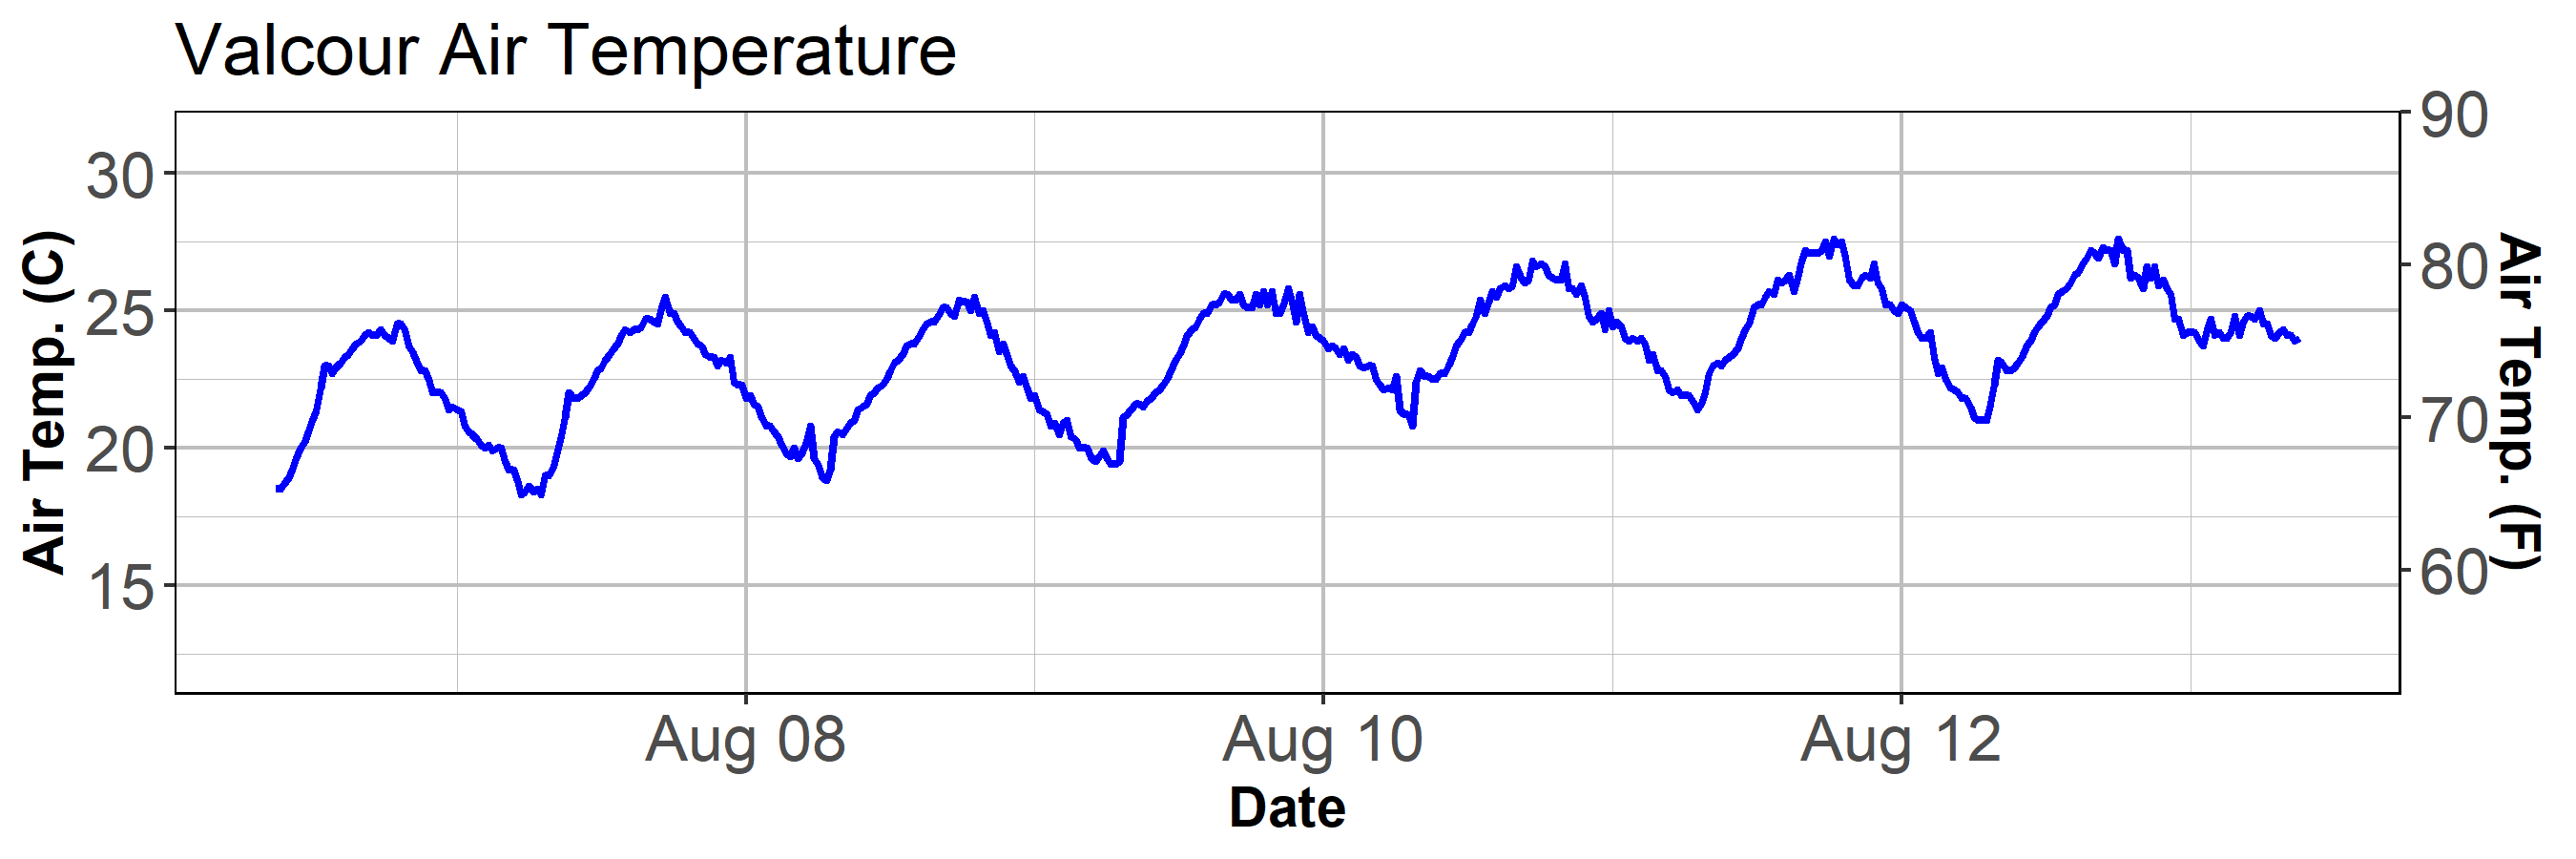 Valcour Air Temperature
Air Temp. (C)
30
25
20
15
90
80
70
60
Air Temp. (F)
Aug 08
Aug 10
Aug 12
Date